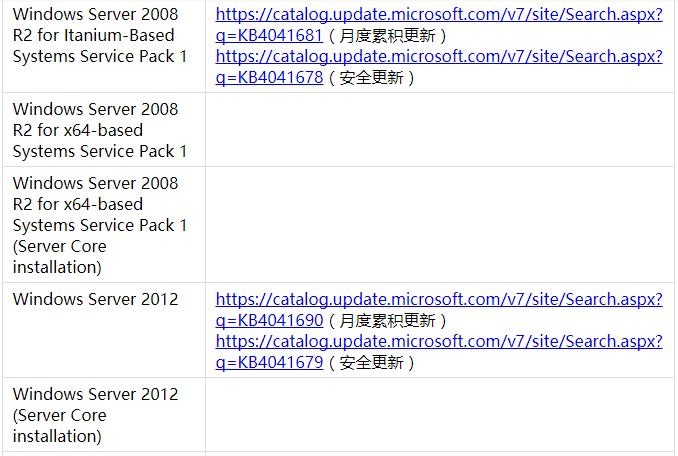 Windows Server 2008
R2 for Itanium-Based
Systems Service Pack 1
https://catalog.update.microsoft.com/v7/site/Search.aspx?
q=KB4041681（月度累积更新）
https://catalog.update.microsoft.com/v7/site/Search.aspx?
q=KB4041678（安全更新）
Windows Server 2008
R2 for x64-based
Systems Service Pack 1
Windows Server 2008
R2 for x64-based
Systems Service Pack 1
(Server Core
installation)
Windows Server 2012
https://catalog.update.microsoft.com/v7/site/Search.aspx?
q=KB4041690（月度累积更新）
https://catalog.update.microsoft.com/v7/site/Search.aspx?
q=KB4041679（安全更新）
Windows Server 2012
(Server Core
installation)